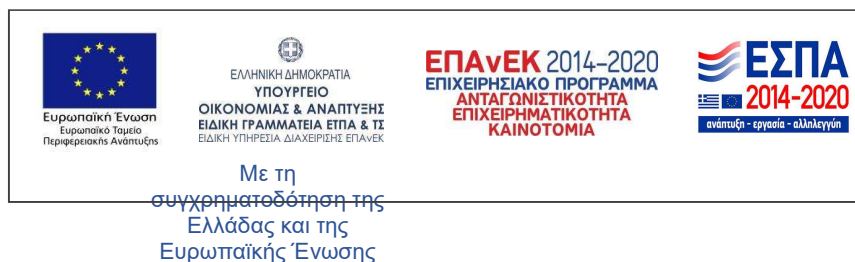 Ευρωπαϊκή Ένωση
Ευρωπαϊκό Ταμείο
Περιφερειακής Ανάπτυξης
ΕΛΛΗΝΙΚΗ ΔΗΜΟΚΡΑΤΙΑ
ΥΠΟΥΡΓΕΙΟ
ΟΙΚΟΝΟΜΙΑΣ & ΑΝΑΠΤΥΞΗΣ
ΕΙΔΙΚΗ ΓΡΑΜΜΑΤΕΙΑ ΕΤΠΑ & ΤΣ
ΕΙΔΙΚΗ ΥΠΗΡΕΣΙΑ ΔΙΑΧΕΙΡΙΣΗΣ ΕΠΑνΕΚ
ΕΠΑνΕΚ 2014–2020
ΕΠΙΧΕΙΡΗΣΙΑΚΟ ΠΡΟΓΡΑΜΜΑ
ΑΝΤΑΓΩΝΙΣΤΙΚΟΤΗΤΑ
ΕΠΙΧΕΙΡΗΜΑΤΙΚΟΤΗΤΑ
ΚΑΙΝΟΤΟΜΙΑ
ΕΣΠΑ
2014-2020
ανάπτυξη - εργασία - αλληλεγγύη
Με τη
συγχρηματοδότηση της
Ελλάδας και της
Ευρωπαϊκής Ένωσης